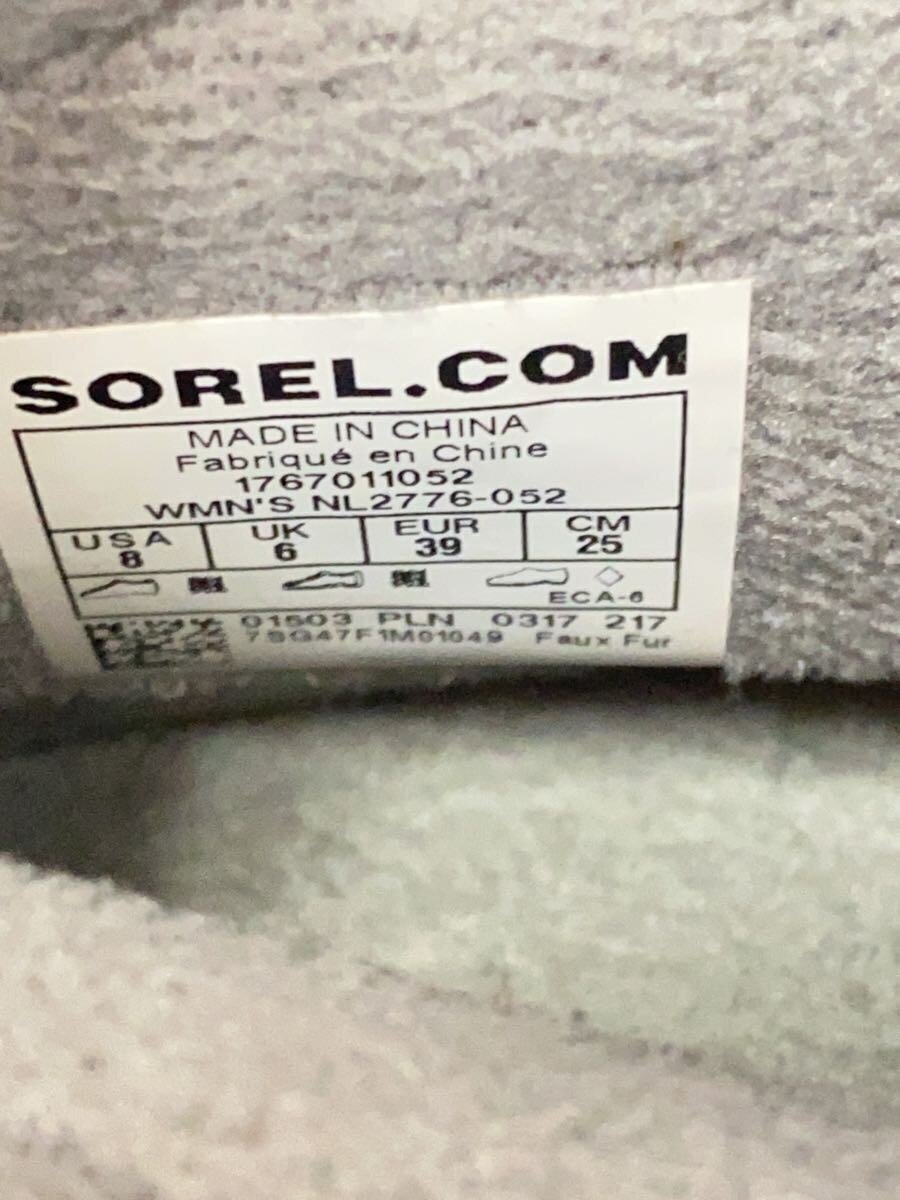 SOREL.COM
MADE IN CHINA
Fabriqué en Chine
1767011052
WMN'S NL2776-052
USA UK EUR CM
8 6 39 25
ECA-6
01503 PLN 0317 217
7SG47F1M01049 Faux Fur